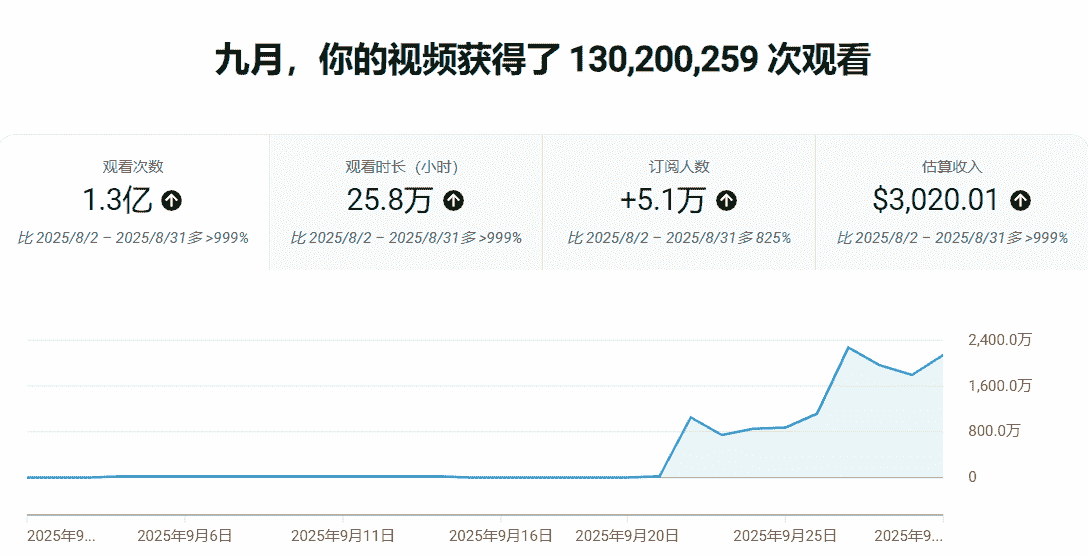 九月，你的视频获得了 130,200,259 次观看
观看次数
1.3亿
比 2025/8/2 – 2025/8/31多 >999%
观看时长（小时）
25.8万
比 2025/8/2 – 2025/8/31多 >999%
订阅人数
+5.1万
比 2025/8/2 – 2025/8/31多 825%
估算收入
$3,020.01
比 2025/8/2 – 2025/8/31多 >999%
2,400.0万
1,600.0万
800.0万
0
2025年9...
2025年9月6日
2025年9月11日
2025年9月16日
2025年9月20日
2025年9月25日
2025年9...